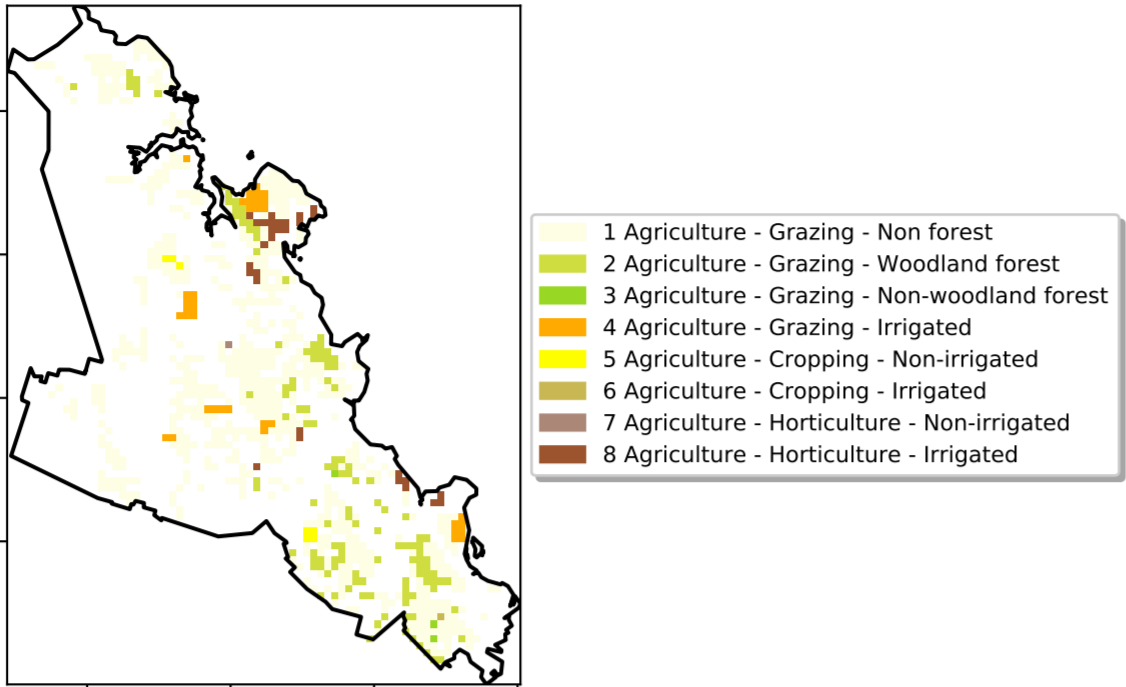 1 Agriculture - Grazing - Non forest
2 Agriculture - Grazing - Woodland forest
3 Agriculture - Grazing - Non-woodland forest
4 Agriculture - Grazing - Irrigated
5 Agriculture - Cropping - Non-irrigated
6 Agriculture - Cropping - Irrigated
7 Agriculture - Horticulture - Non-irrigated
8 Agriculture - Horticulture - Irrigated